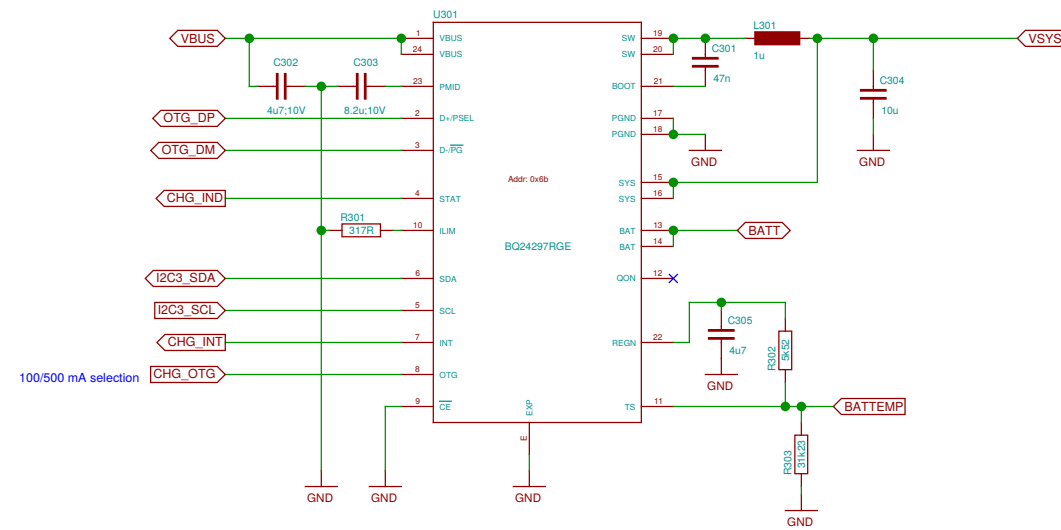 U301
VBUS
1
VBUS
24
VBUS
C302
4u7;10V
C303
8.2u;10V
23
PMID
OTG_DP
2
D+/PSEL
OTG_DM
3
D-/PG
CHG_IND
4
STAT
R301
317R
10
ILIM
I2C3_SDA
6
SDA
I2C3_SCL
5
SCL
CHG_INT
7
INT
100/500 mA selection
CHG_OTG
8
OTG
9
CE
GND
GND
Addr: 0x6b
BQ24297RGE
EXP
E
GND
SW
19
SW
20
L301
1u
VSYS
C301
47n
BOOT
21
C304
10u
GND
PGND
17
PGND
18
GND
SYS
15
SYS
16
BAT
13
BAT
14
BATT
QON
12
REGN
22
C305
4u7
GND
R302
5k52
TS
11
BATTEMP
R303
31k23
GND